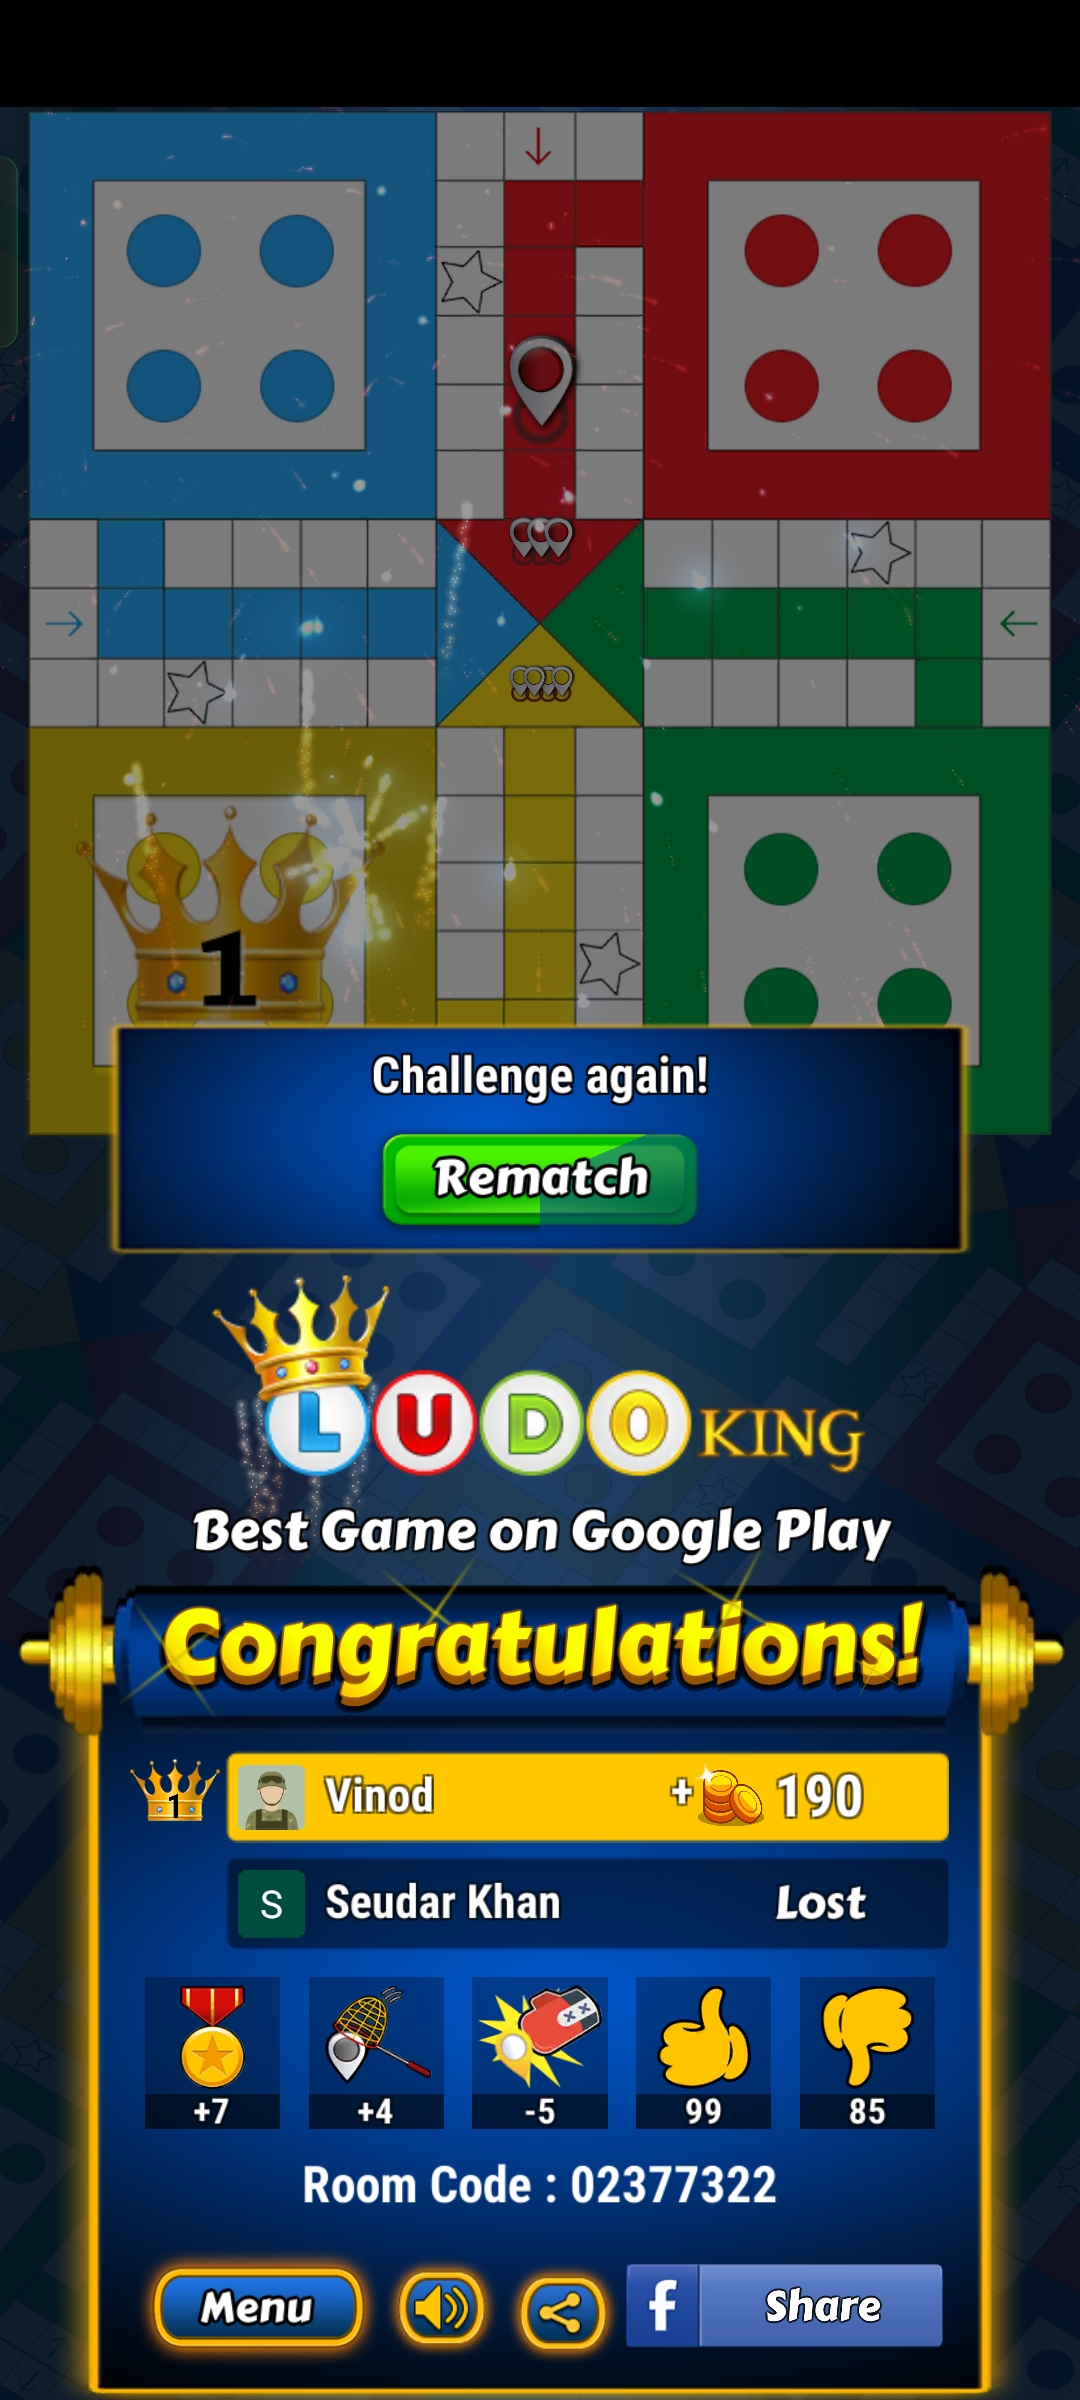 1
Challenge again!
Rematch
LUDO KING
Best Game on Google Play
Congratulations!
1 Vinod + 190
S Seudar Khan Lost
+7 +4 -5 99 85
Room Code : 02377322
Menu f Share